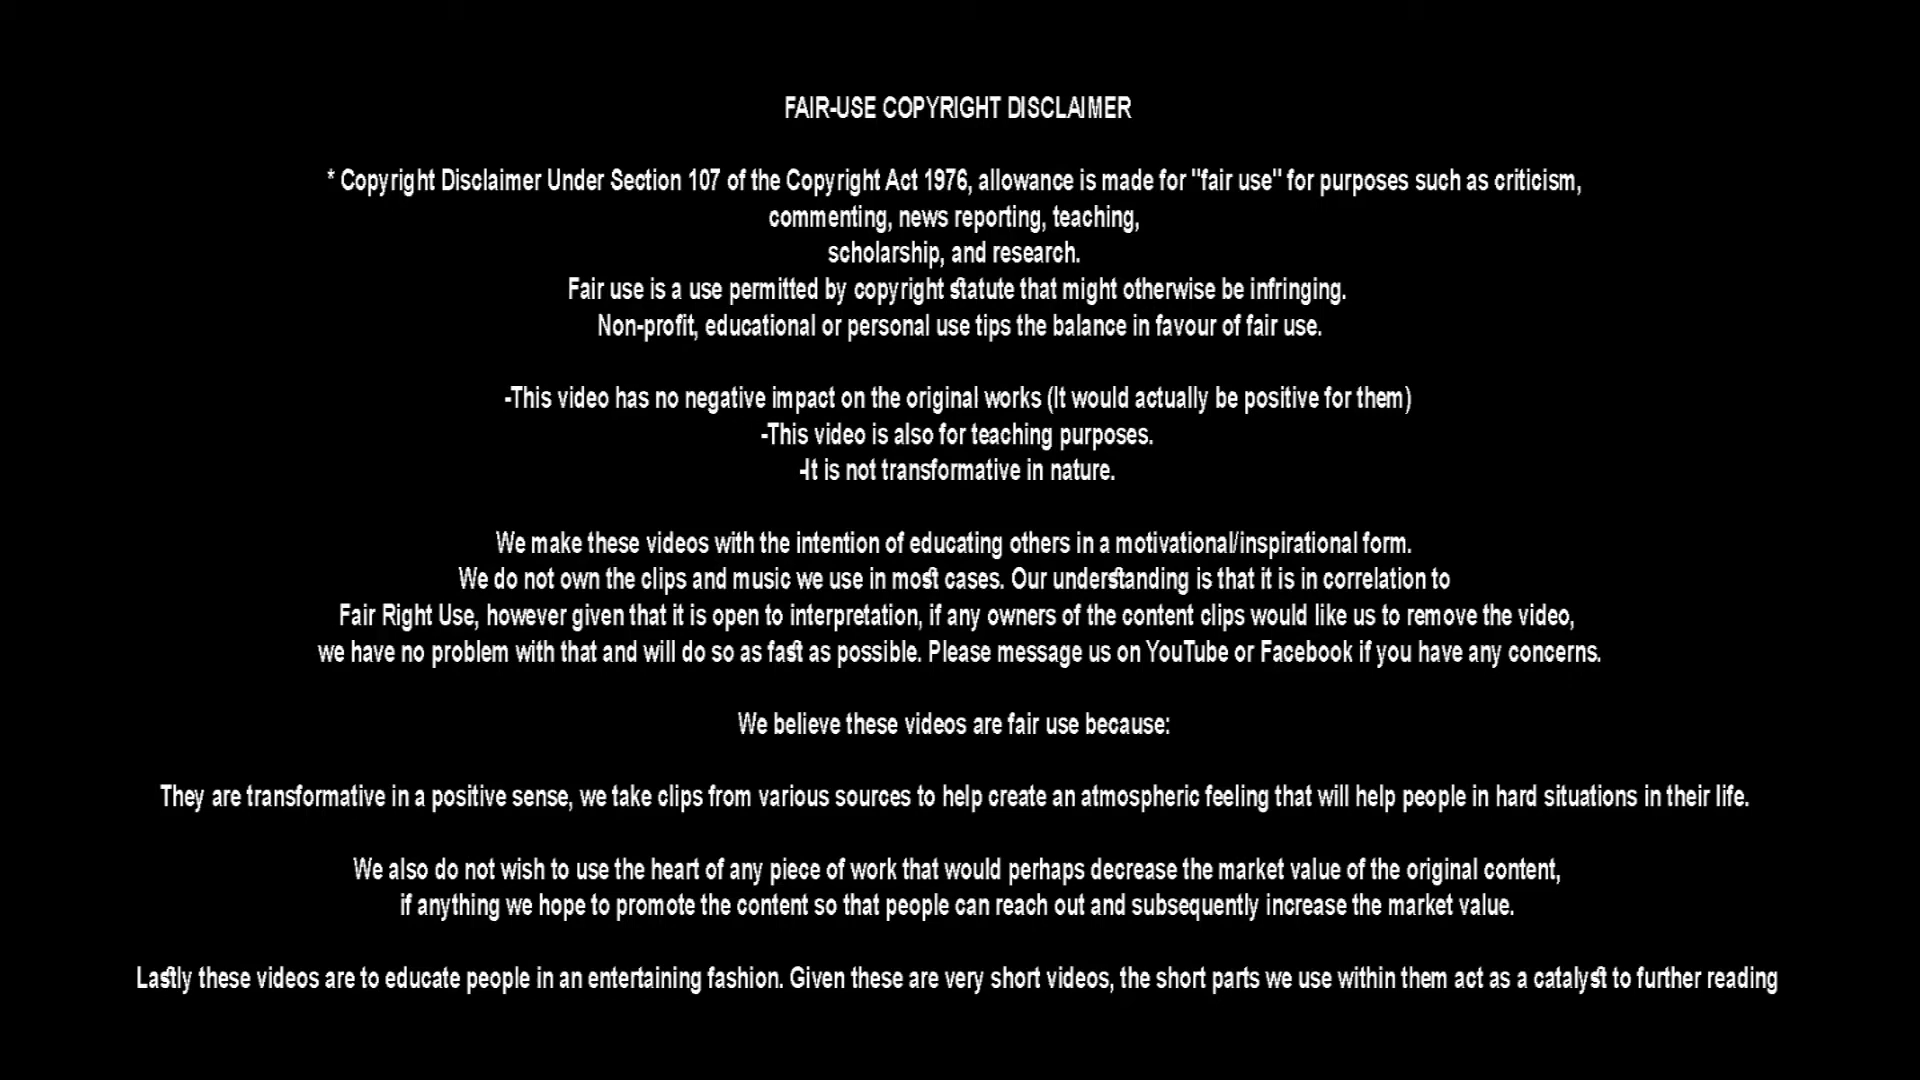 FAIR-USE COPYRIGHT DISCLAIMER
* Copyright Disclaimer Under Section 107 of the Copyright Act 1976, allowance is made for "fair use" for purposes such as criticism,
commenting, news reporting, teaching,
scholarship, and research.
Fair use is a use permitted by copyright statute that might otherwise be infringing.
Non-profit, educational or personal use tips the balance in favour of fair use.
-This video has no negative impact on the original works (It would actually be positive for them)
-This video is also for teaching purposes.
-It is not transformative in nature.
We make these videos with the intention of educating others in a motivational/inspirational form.
We do not own the clips and music we use in most cases. Our understanding is that it is in correlation to
Fair Right Use, however given that it is open to interpretation, if any owners of the content clips would like us to remove the video,
we have no problem with that and will do so as fast as possible. Please message us on YouTube or Facebook if you have any concerns.
We believe these videos are fair use because:
They are transformative in a positive sense, we take clips from various sources to help create an atmospheric feeling that will help people in hard situations in their life.
We also do not wish to use the heart of any piece of work that would perhaps decrease the market value of the original content,
if anything we hope to promote the content so that people can reach out and subsequently increase the market value.
Lastly these videos are to educate people in an entertaining fashion. Given these are very short videos, the short parts we use within them act as a catalyst to further reading